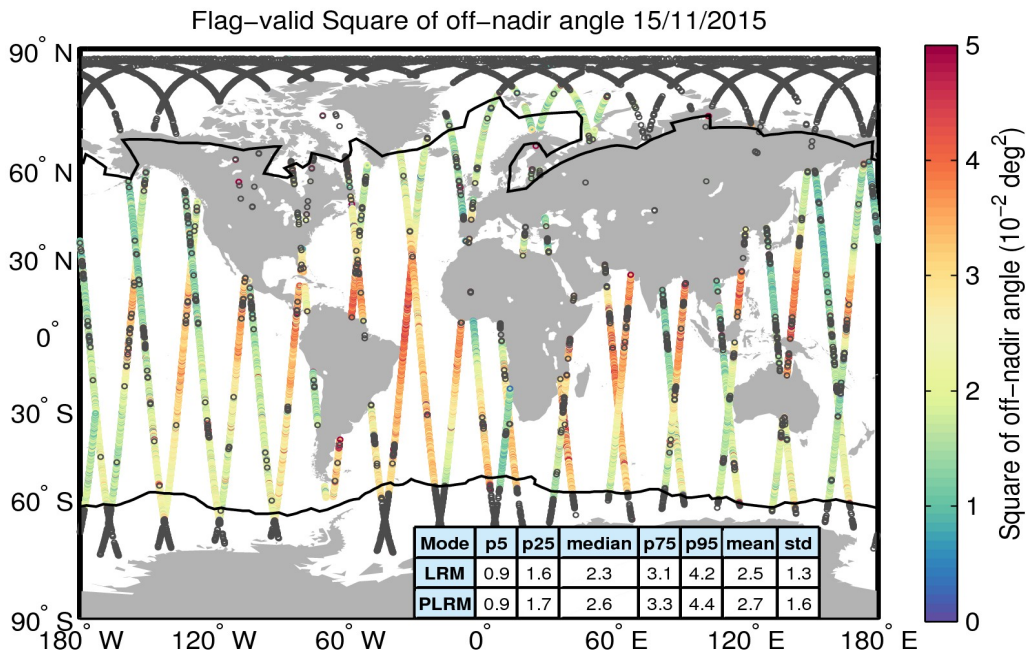 Flag−valid Square of off−nadir angle 15/11/2015
90° N
60° N
30° N
0°
30° S
60° S
90° S
180° W
120° W
60° W
0°
60° E
120° E
180° E
Mode p5 p25 median p75 p95 mean std
LRM 0.9 1.6 2.3 3.1 4.2 2.5 1.3
PLRM 0.9 1.7 2.6 3.3 4.4 2.7 1.6
5
4
3
2
1
0
Square of off−nadir angle (10⁻² deg²)